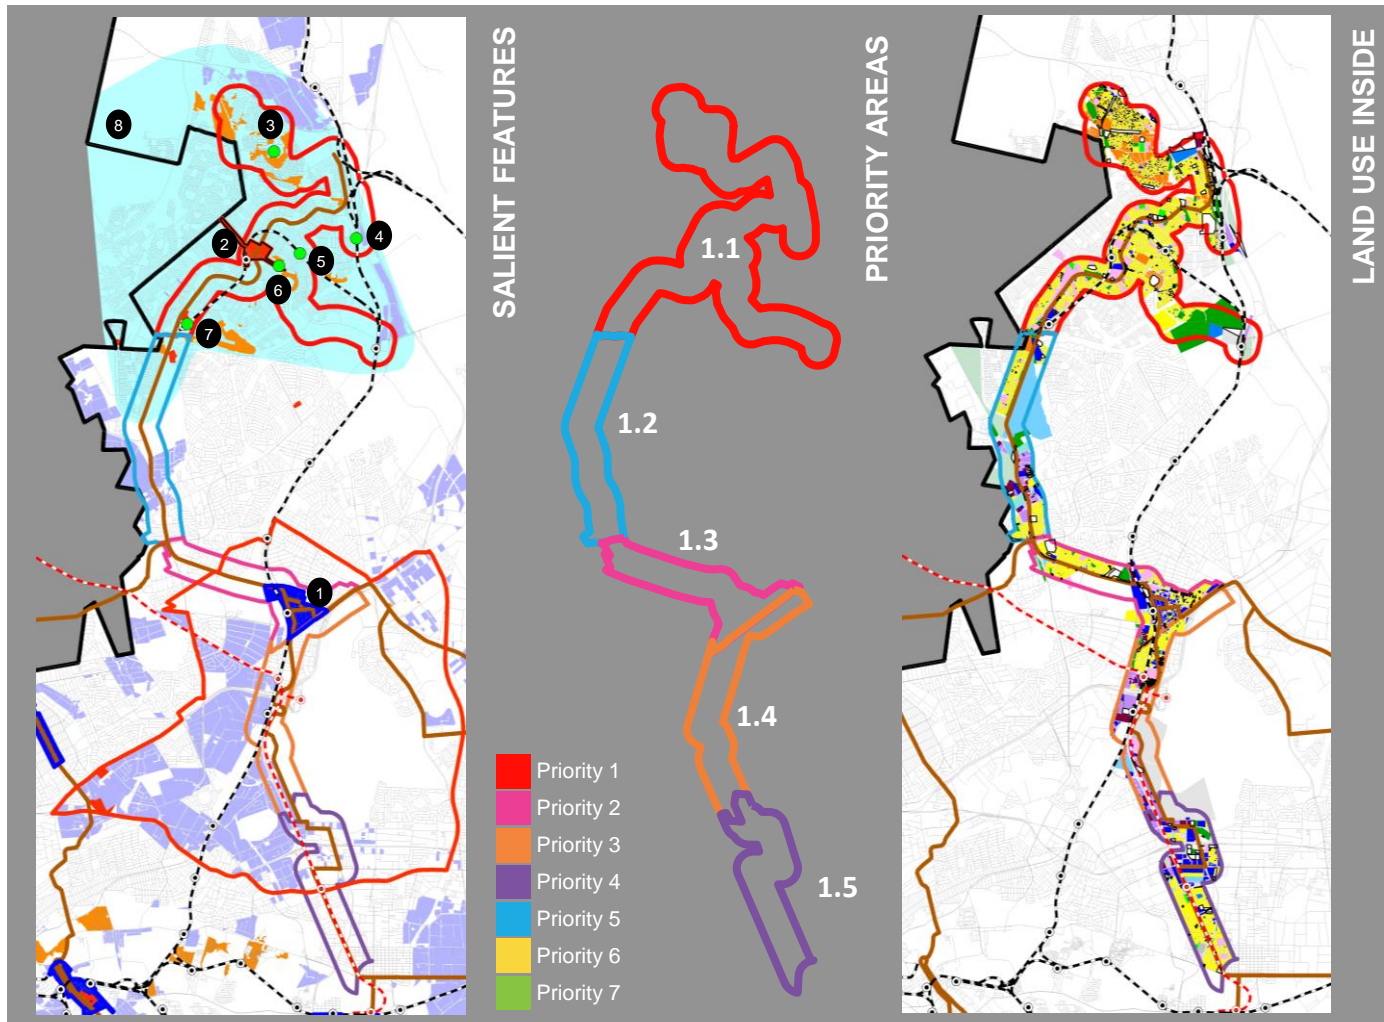 8
3
2
4
5
6
7
1
SALIENT FEATURES
1.1
1.2
1.3
1.4
1.5
Priority 1
Priority 2
Priority 3
Priority 4
Priority 5
Priority 6
Priority 7
PRIORITY AREAS
LAND USE INSIDE